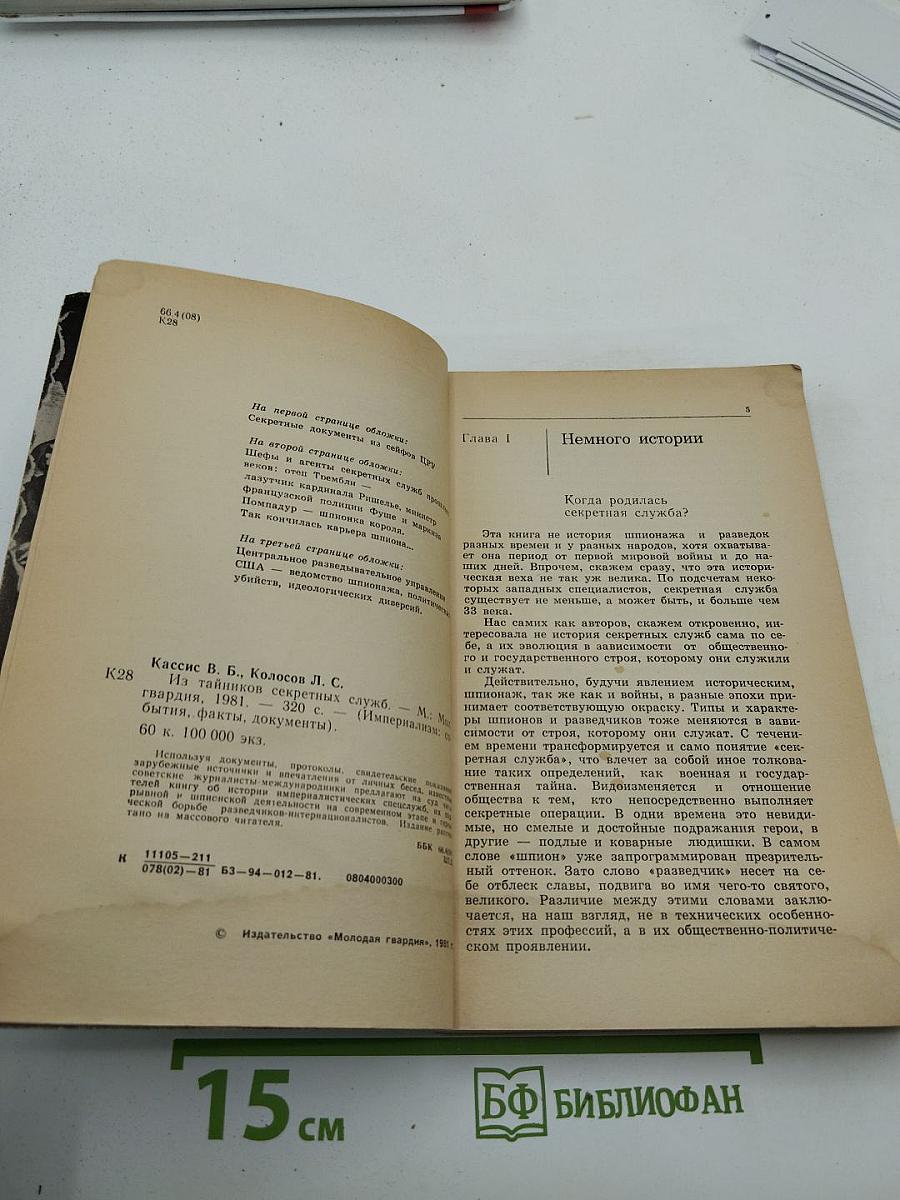 66.4(08)
К28
На первой странице обложки:
Секретные документы из сейфов ЦРУ
На второй странице обложки:
Шефы и агенты секретных служб
веков: отец Трембли —
лазутчик кардинала Ришелье, министр
французской полиции Фуше и маркиза
Помпадур — шпионка короля.
Так кончилась карьера шпиона...
На третьей странице обложки:
Центральное разведывательное управление
США — ведомство шпионажа,
убийств, идеологических диверсий.
Кассис В. Б., Колосов Л. С.
К28
Из тайников секретных служб. — М.:
гвардия, 1981. — 320 с. — (Империализм:
бытия, факты, документы).
60 к. 100 000 экз.
Используя документы, протоколы, свидетельские
зарубежные источники и впечатления от личных бесед,
советские журналисты-международники предлагают на суд
телей книгу об истории империалистических спецслужб, их
рывной и шпионской деятельности на современном этапе и
ческой борьбе разведчиков-интернационалистов. Издание
тано на массового читателя.
ББК
К 11105—211
078(02)—81 БЗ—94—012—81. 0804000300
© Издательство «Молодая гвардия», 1981 г.
5
Глава I
Немного истории
Когда родилась
секретная служба?
Эта книга не история шпионажа и разведок
разных времен и у разных народов, хотя охватыва-
ет она период от первой мировой войны и до на-
ших дней. Впрочем, скажем сразу, что эта истори-
ческая веха не так уж велика. По подсчетам неко-
торых западных специалистов, секретная служба
существует не меньше, а может быть, и больше чем
33 века.
Нас самих как авторов, скажем откровенно, ин-
тересовала не история секретных служб сама по се-
бе, а их эволюция в зависимости от общественно-
го и государственного строя, которому они служили
и служат.
Действительно, будучи явлением историческим,
шпионаж, так же как и войны, в разные эпохи при-
нимает соответствующую окраску. Типы и характе-
ры шпионов и разведчиков тоже меняются в зави-
симости от строя, которому они служат. С течени-
ем времени трансформируется и само понятие «сек-
ретная служба», что влечет за собой иное толкова-
ние таких определений, как военная и государ-
ственная тайна. Видоизменяется и отношение
общества к тем, кто непосредственно выполняет
секретные операции. В одни времена это невиди-
мые, но смелые и достойные подражания герои, в
другие — подлые и коварные людишки. В самом
слове «шпион» уже запрограммирован презритель-
ный оттенок. Зато слово «разведчик» несет на се-
бе отблеск славы, подвига во имя чего-то святого,
великого. Различие между этими словами заклю-
чается, на наш взгляд, не в технических особенно-
стях этих профессий, а в их общественно-политиче-
ском проявлении.
15 см
БФ БИБЛИОФАН